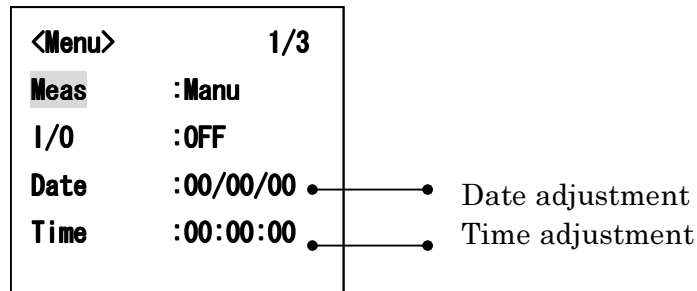 <Menu> 1/3
Meas :Manu
I/O :OFF
Date :00/00/00 Date adjustment
Time :00:00:00 Time adjustment